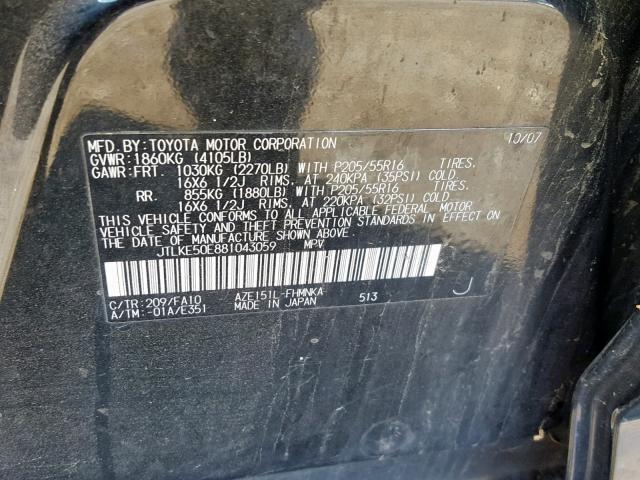 MFD.BY:TOYOTA MOTOR CORPORATION 10/07
GVWR:1860KG (4105LB)
GAWR:FRT. 1030KG (2270LB) WITH P205/55R16 TIRES.
16X6 1/2J RIMS, AT 240KPA (35PSI) COLD.
RR. 855KG (1880LB) WITH P205/55R16 TIRES.
16X6 1/2J RIMS, AT 220KPA (32PSI) COLD.
THIS VEHICLE CONFORMS TO ALL APPLICABLE FEDERAL MOTOR
VEHICLE SAFETY AND THEFT PREVENTION STANDARDS IN EFFECT
ON THE DATE OF MANUFACTURE SHOWN ABOVE.
JTLKE50E881043059 MPV
C/TR:209/FA10 AZE151L-FHMNKA 513 J
A/TM:-01A/E351 MADE IN JAPAN